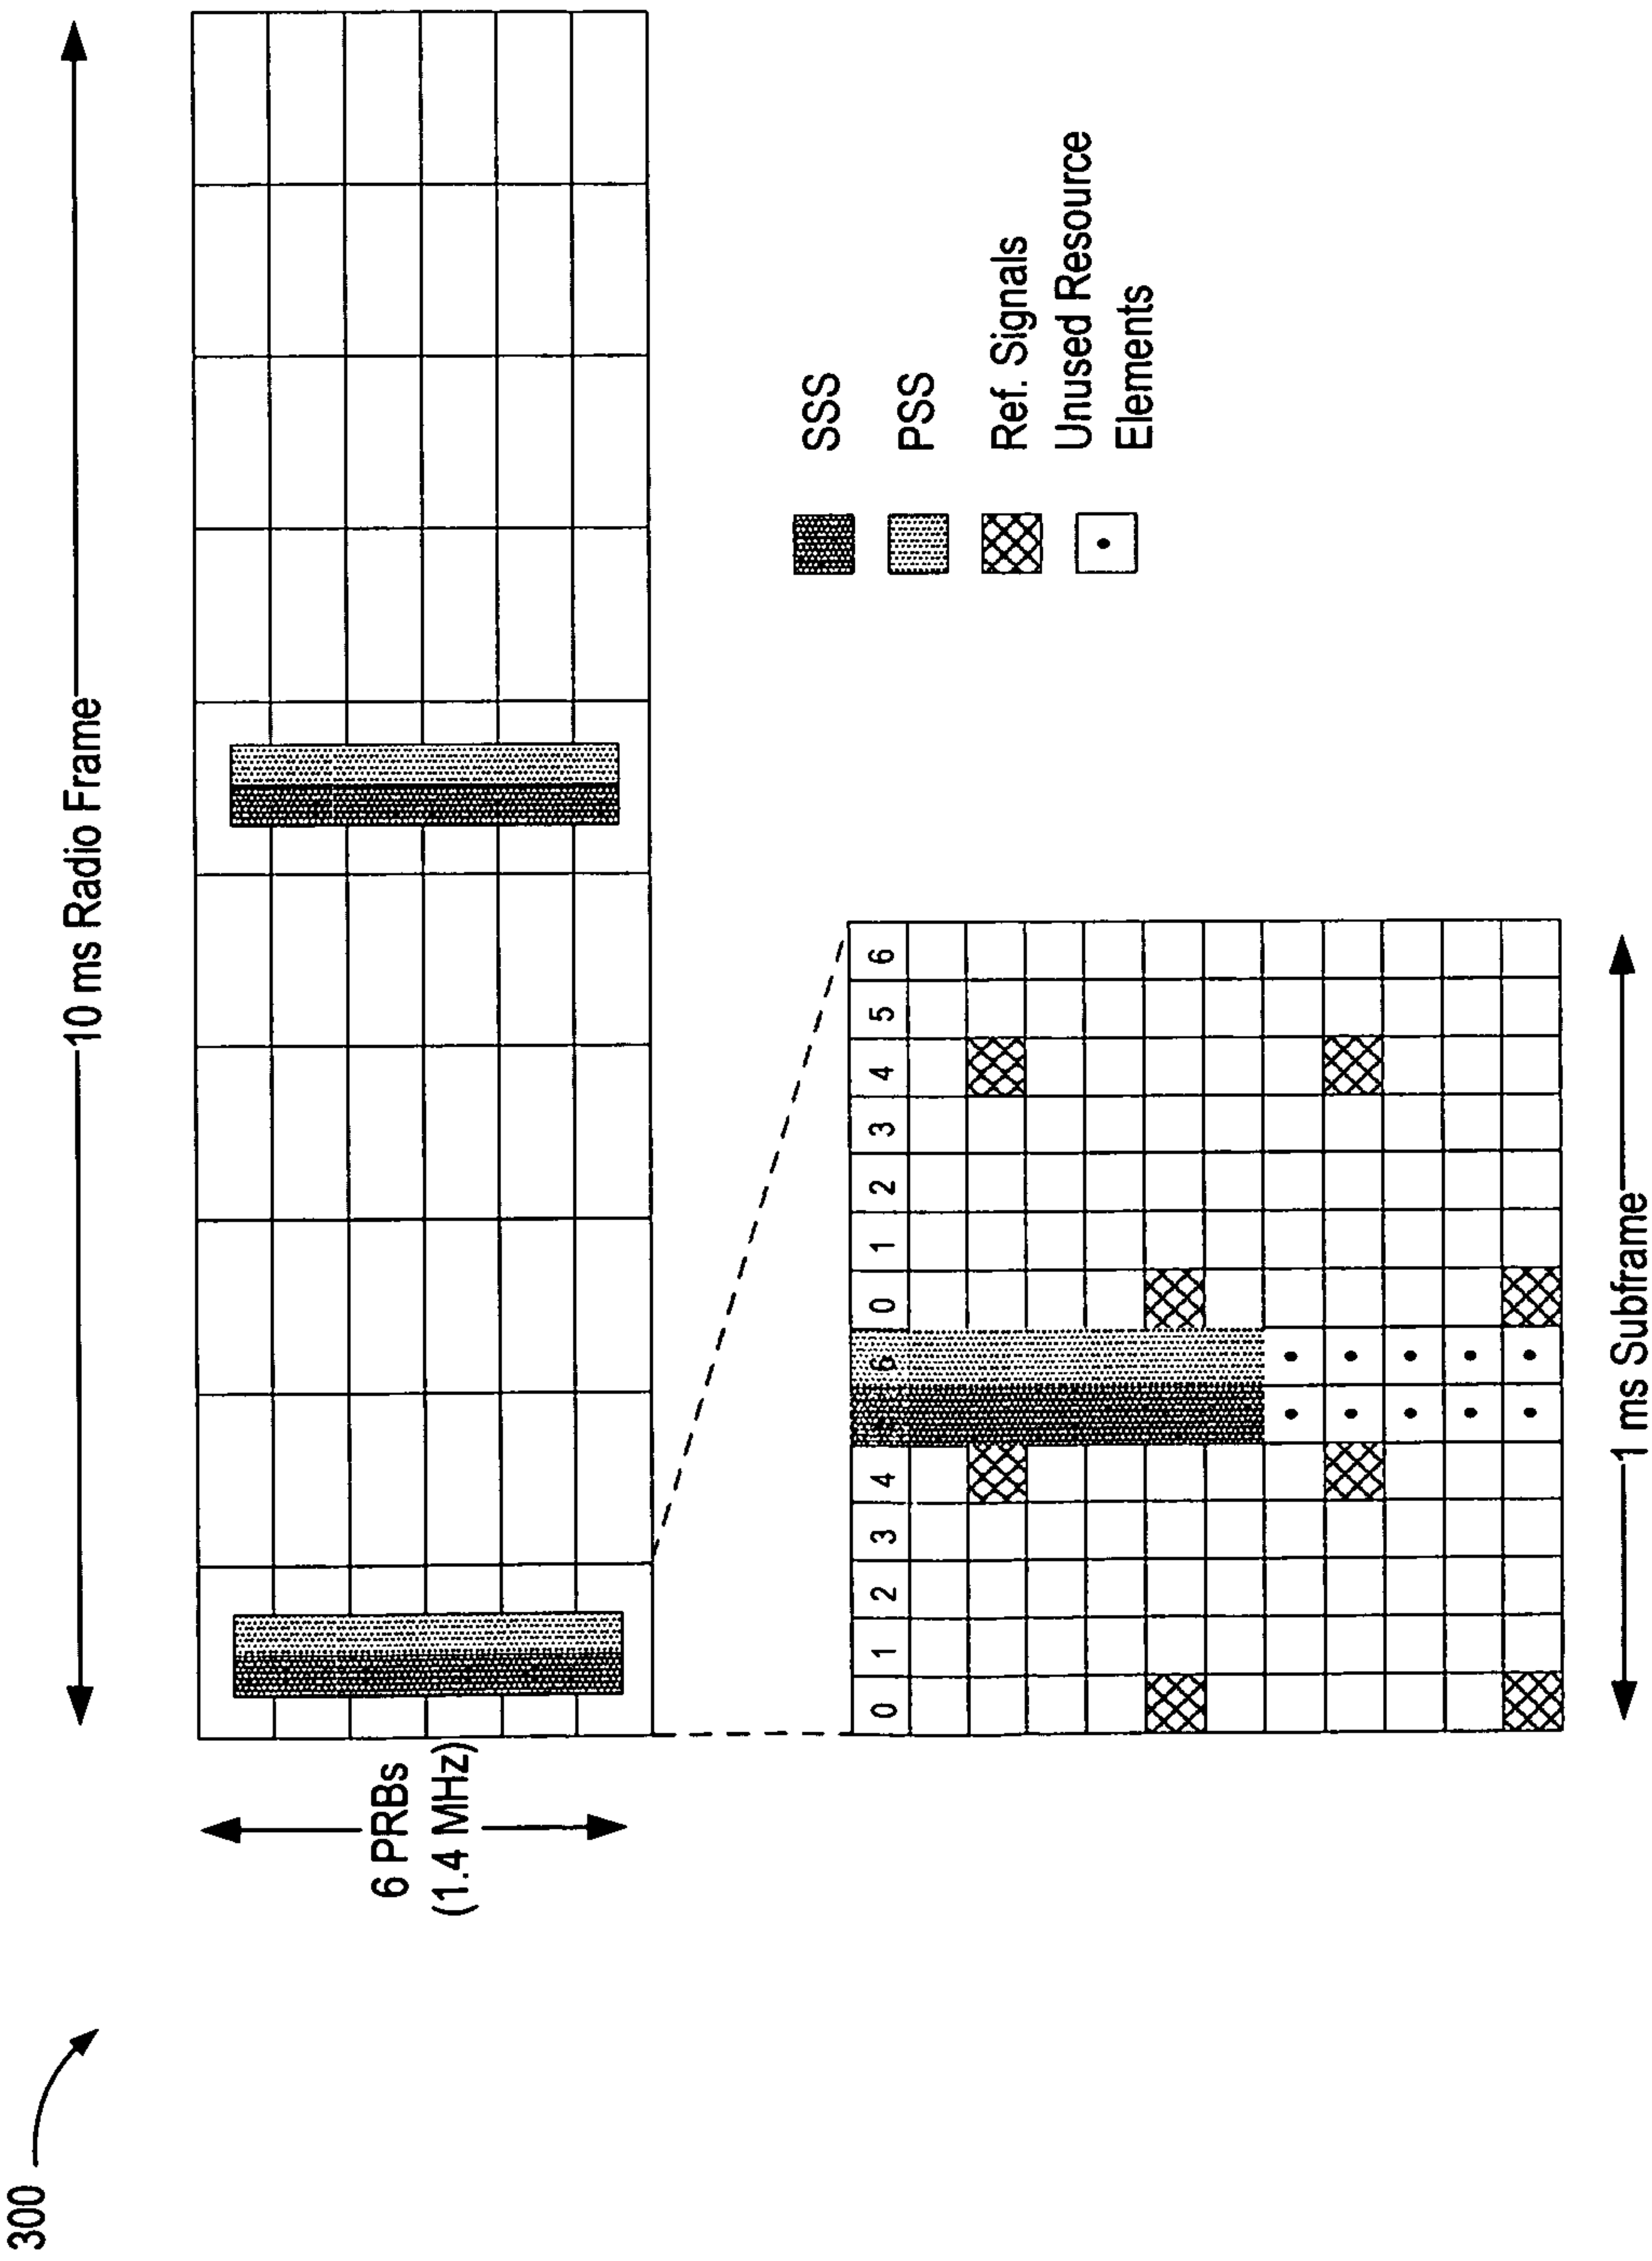 300
10 ms Radio Frame
6 PRBs
(1.4 MHz)
0 1 2 3 4 6 0 1 2 3 4 5 6
1 ms Subframe
SSS
PSS
Ref. Signals
Unused Resource
Elements